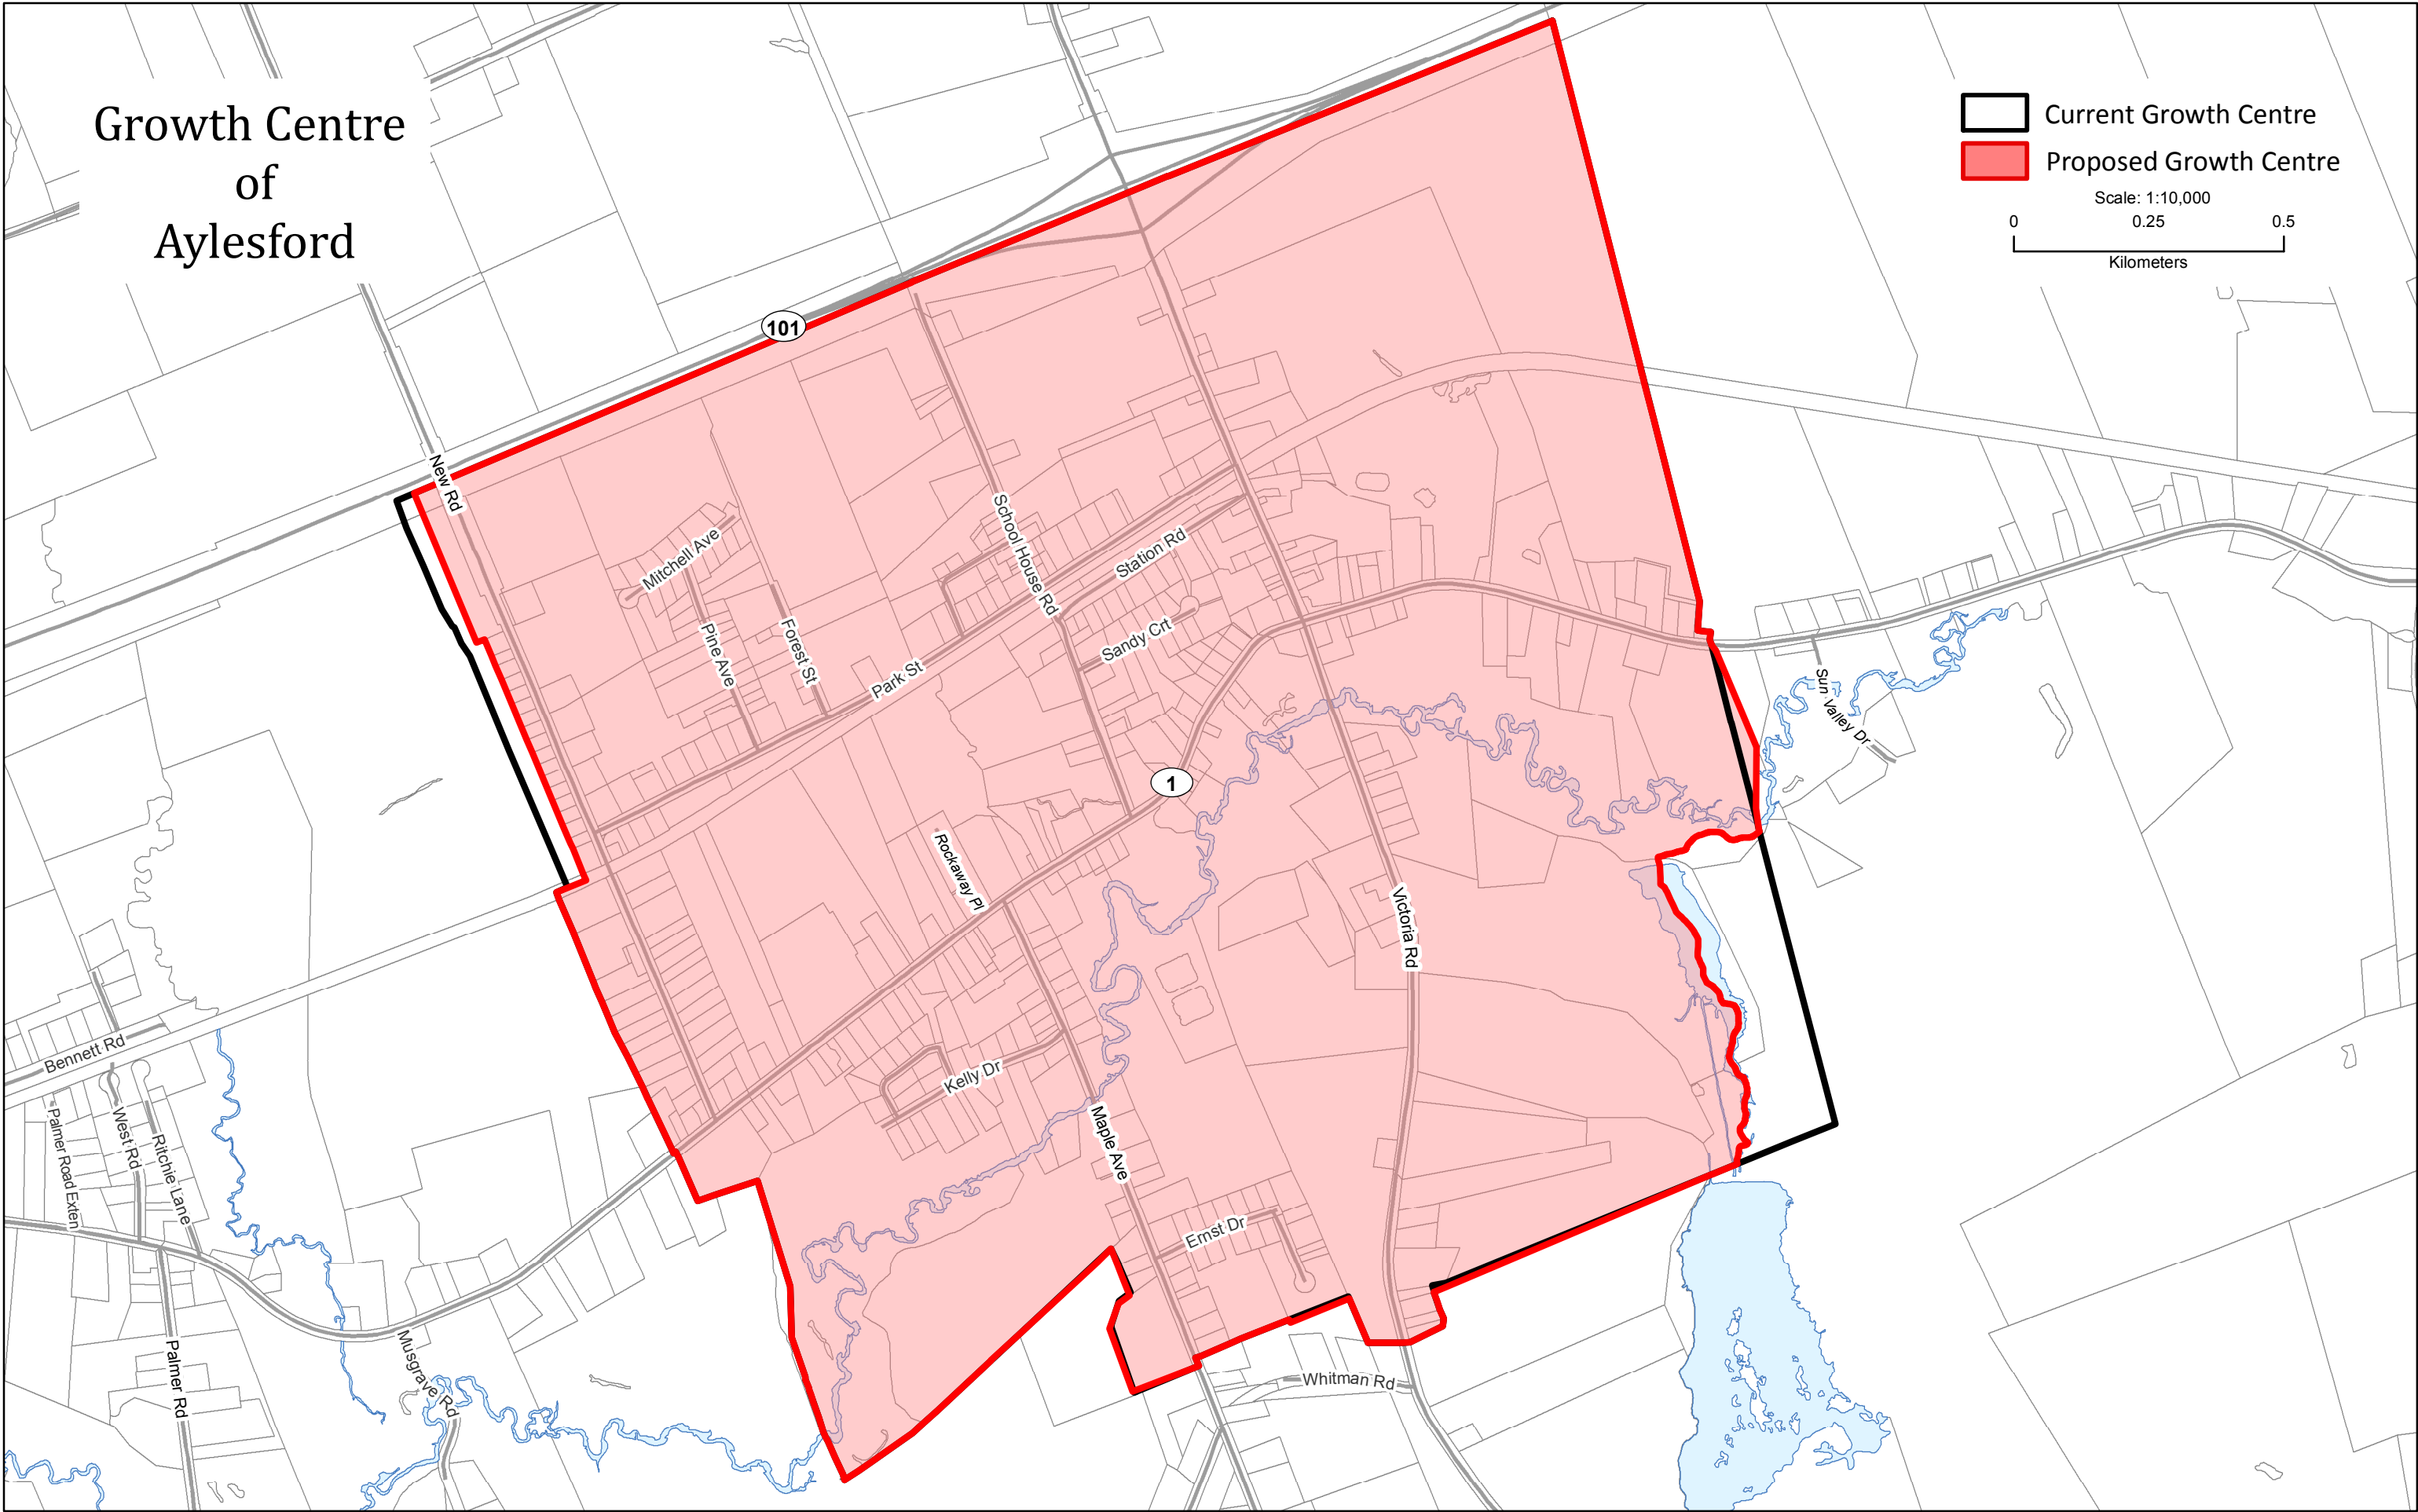 Growth Centre
of
Aylesford
Current Growth Centre
Proposed Growth Centre
Scale: 1:10,000
0 0.25 0.5
Kilometers
101
New Rd
School House Rd
Mitchell Ave
Station Rd
Pine Ave
Forest St
Sandy Crt
Park St
Sun Valley Dr
1
Rockaway Pl
Victoria Rd
Bennett Rd
Kelly Dr
Palmer Road Exten
West Rd
Ritchie Lane
Maple Ave
Ernst Dr
Musgrave Rd
Palmer Rd
Whitman Rd